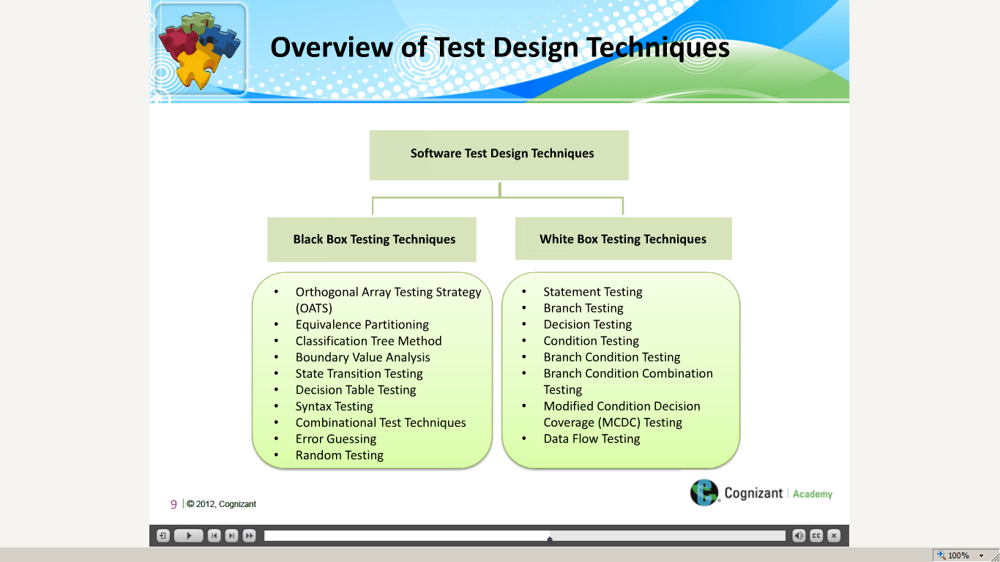 Overview of Test Design Techniques
Software Test Design Techniques
Black Box Testing Techniques
White Box Testing Techniques
• Orthogonal Array Testing Strategy
(OATS)
• Equivalence Partitioning
• Classification Tree Method
• Boundary Value Analysis
• State Transition Testing
• Decision Table Testing
• Syntax Testing
• Combinational Test Techniques
• Error Guessing
• Random Testing
• Statement Testing
• Branch Testing
• Decision Testing
• Condition Testing
• Branch Condition Testing
• Branch Condition Combination
Testing
• Modified Condition Decision
Coverage (MCDC) Testing
• Data Flow Testing
9 | © 2012, Cognizant
Cognizant | Academy
CC
100%